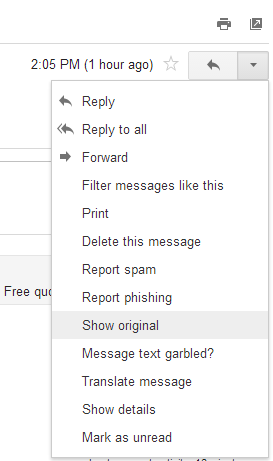 2:05 PM (1 hour ago)
Reply
Reply to all
Forward
Filter messages like this
Print
Delete this message
Report spam
Report phishing
Free quo
Show original
Message text garbled?
Translate message
Show details
Mark as unread